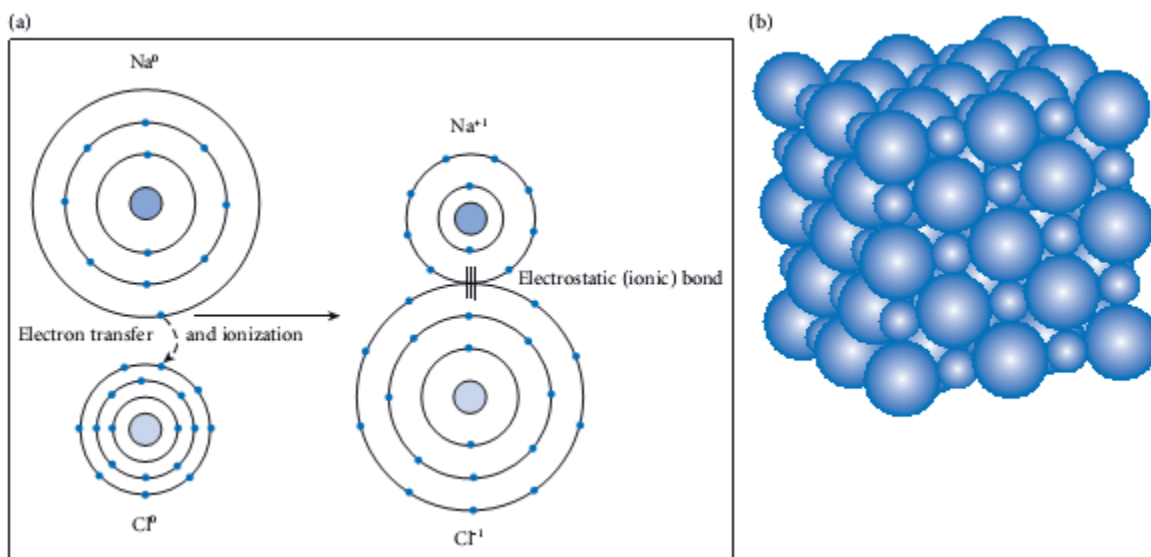 (a)
(b)
Na⁰
Na⁺¹
Electrostatic (ionic) bond
Electron transfer and ionization
Cl⁰
Cl⁻¹